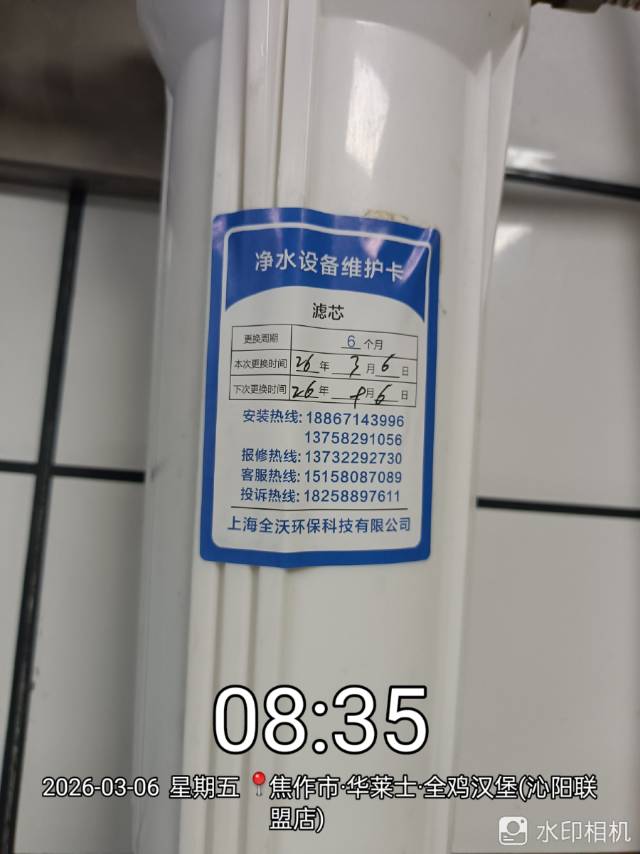 净水设备维护卡
滤芯
更换周期 6 个月
本次更换时间 26 年 3 月 6 日
下次更换时间 26 年 月 6 日
安装热线: 18867143996
13758291056
报修热线: 13732292730
客服热线: 15158087089
投诉热线: 18258897611
上海全沃环保科技有限公司
08:35
2026-03-06 星期五 焦作市·华莱士·全鸡汉堡(沁阳联
盟店)
水印相机